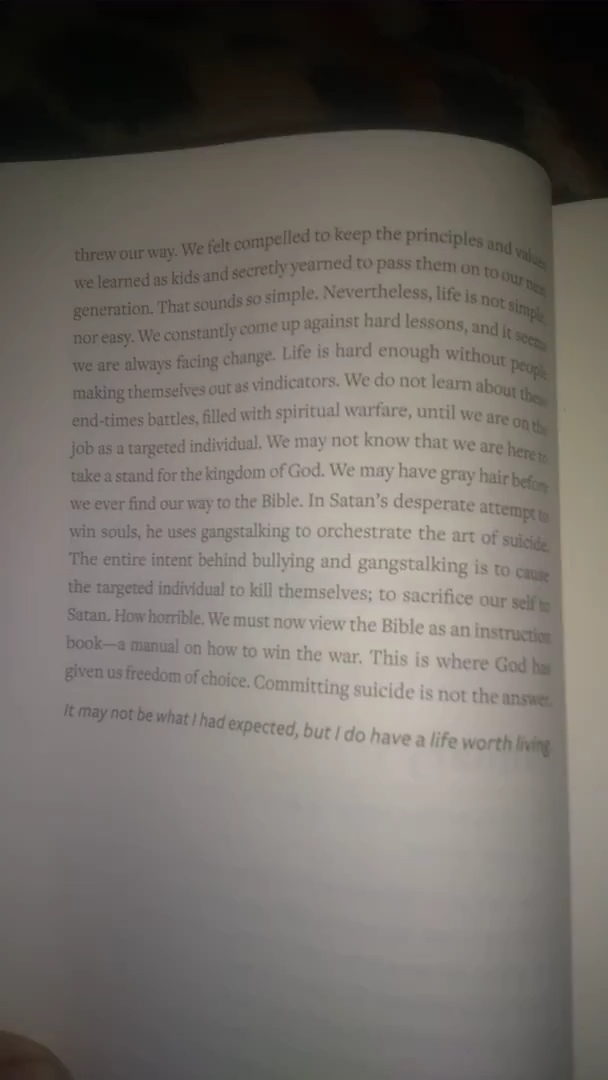 threw our way. We felt compelled to keep the principles and values
we learned as kids and secretly yearned to pass them on to our next
generation. That sounds so simple. Nevertheless, life is not simple,
nor easy. We constantly come up against hard lessons, and it seems
we are always facing change. Life is hard enough without people
making themselves out as vindicators. We do not learn about these
end-times battles, filled with spiritual warfare, until we are on the
job as a targeted individual. We may not know that we are here to
take a stand for the kingdom of God. We may have gray hair before
we ever find our way to the Bible. In Satan's desperate attempt to
win souls, he uses gangstalking to orchestrate the art of suicide.
The entire intent behind bullying and gangstalking is to cause
the targeted individual to kill themselves; to sacrifice our self to
Satan. How horrible. We must now view the Bible as an instruction
book—a manual on how to win the war. This is where God has
given us freedom of choice. Committing suicide is not the answer.
It may not be what I had expected, but I do have a life worth living.